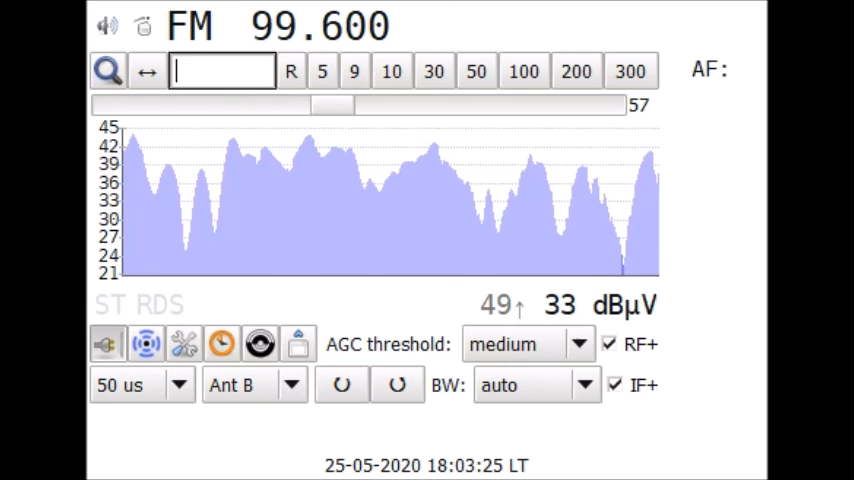 FM 99.600
R 5 9 10 30 50 100 200 300 AF:
57
45
42
39
36
33
30
27
24
21
ST RDS 49↑ 33 dBµV
AGC threshold: medium RF+
50 us Ant B BW: auto IF+
25-05-2020 18:03:25 LT